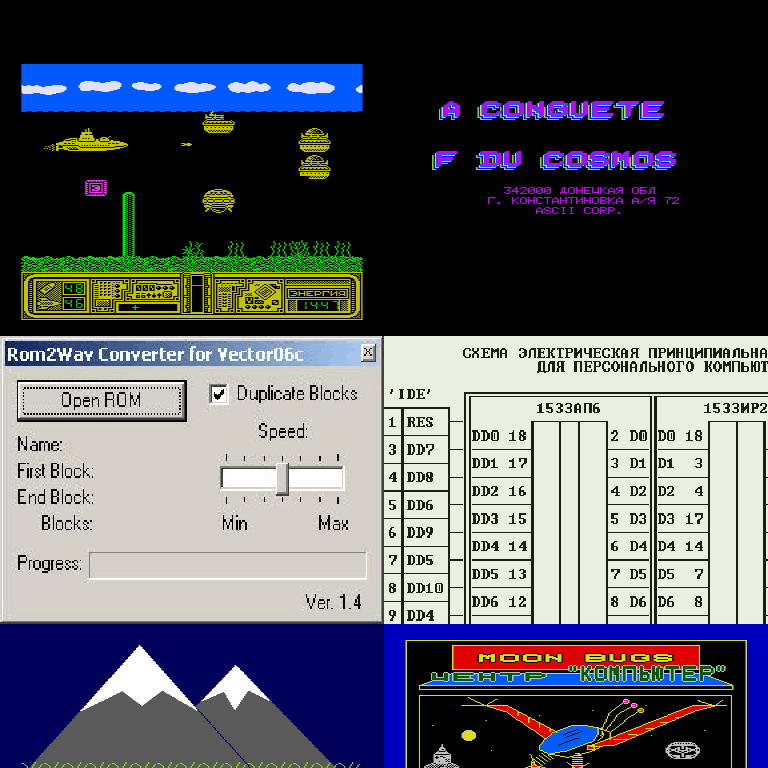 Э
48
46
ЭНЕРГИЯ
1447
A CONGUETE
F DU COSMOS
342000 ДОНЕЦКАЯ ОБЛ
Г. КОНСТАНТИНОВКА А/Я 72
ASCII CORP.
Rom2Wav Converter for Vector06c
Open ROM
Duplicate Blocks
Speed:
Name:
First Block:
End Block:
Blocks:
Min Max
Progress:
Ver. 1.4
СХЕМА ЭЛЕКТРИЧЕСКАЯ ПРИНЦИПИАЛЬНА
ДЛЯ ПЕРСОНАЛЬНОГО КОМПЬЮТ
'IDE'
1533АП6 1533ИР2
1 RES DD0 18 2 D0 D0 18
3 DD7 DD1 17 3 D1 D1 3
4 DD8 DD2 16 4 D2 D2 4
5 DD6 DD3 15 5 D3 D3 17
6 DD9 DD4 14 6 D4 D4 14
7 DD5 DD5 13 7 D5 D5 7
8 DD10 DD6 12 8 D6 D6 8
9 DD4
MOON BUGS
ЦЕНТР "КОМПЬЮТЕР"